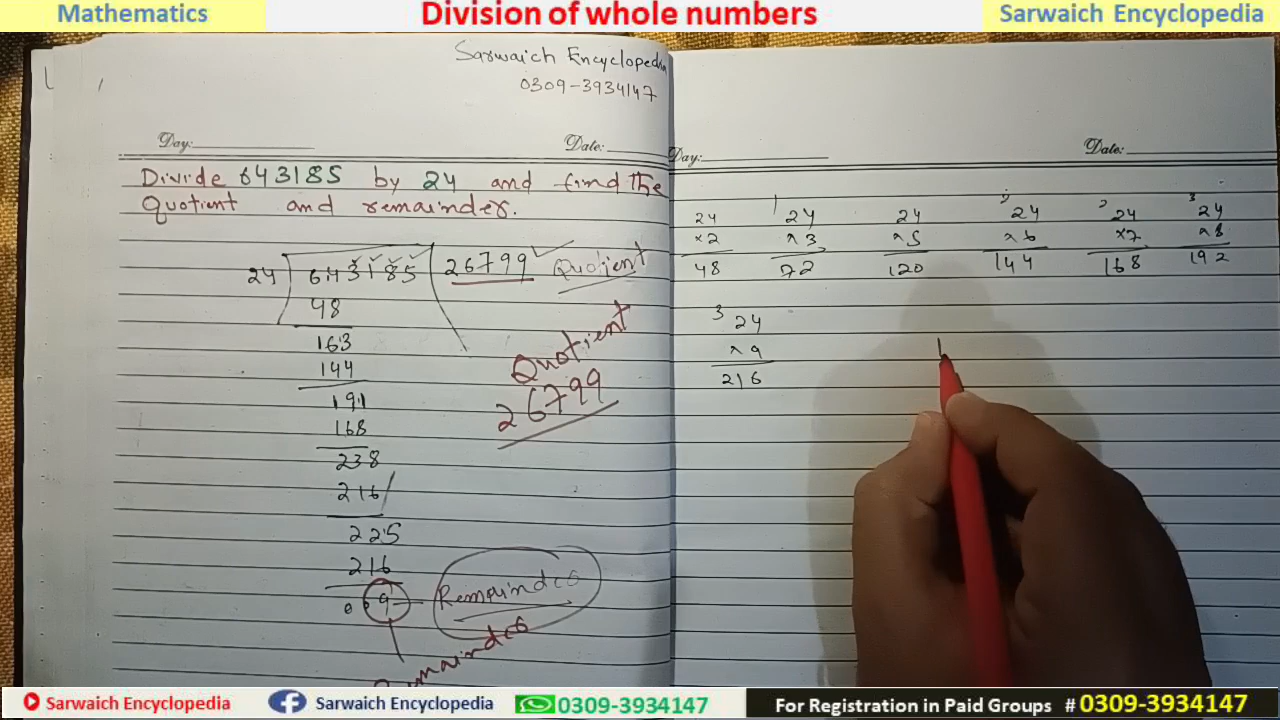 Mathematics
Division of whole numbers
Sarwaich Encyclopedia
Sarwaich Encyclopedia
0309-3934147
Day:
Date:
Divide 643185 by 24 and find the
Quotient and remainder.
24 643185 26799 Quotient
48
163
144
191
168
238
216
225
216
009 Remainder
Quotient
26799
Remainder
Day:
Date:
24 24 24 24 24 24
×2 ×3 ×5 ×6 ×7 ×8
48 72 120 144 168 192
3 24
×9
216
Sarwaich Encyclopedia
Sarwaich Encyclopedia
0309-3934147
For Registration in Paid Groups # 0309-3934147